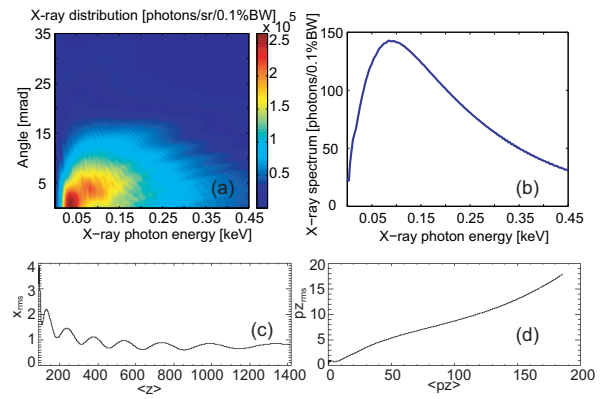 X-ray distribution [photons/sr/0.1%BW]
x 10^5
35
25
15
5
Angle [mrad]
2.5
2
1.5
1
0.5
(a)
0.05 0.15 0.25 0.35 0.45
X-ray photon energy [keV]
150
100
50
0
X-ray spectrum [photons/0.1%BW]
(b)
0.05 0.15 0.25 0.35 0.45
X-ray photon energy [keV]
4
3
2
1
0
x_rms
(c)
200 400 600 800 1000 1200 1400
<z>
20
15
10
5
0
pz_rms
(d)
0 50 100 150 200
<pz>